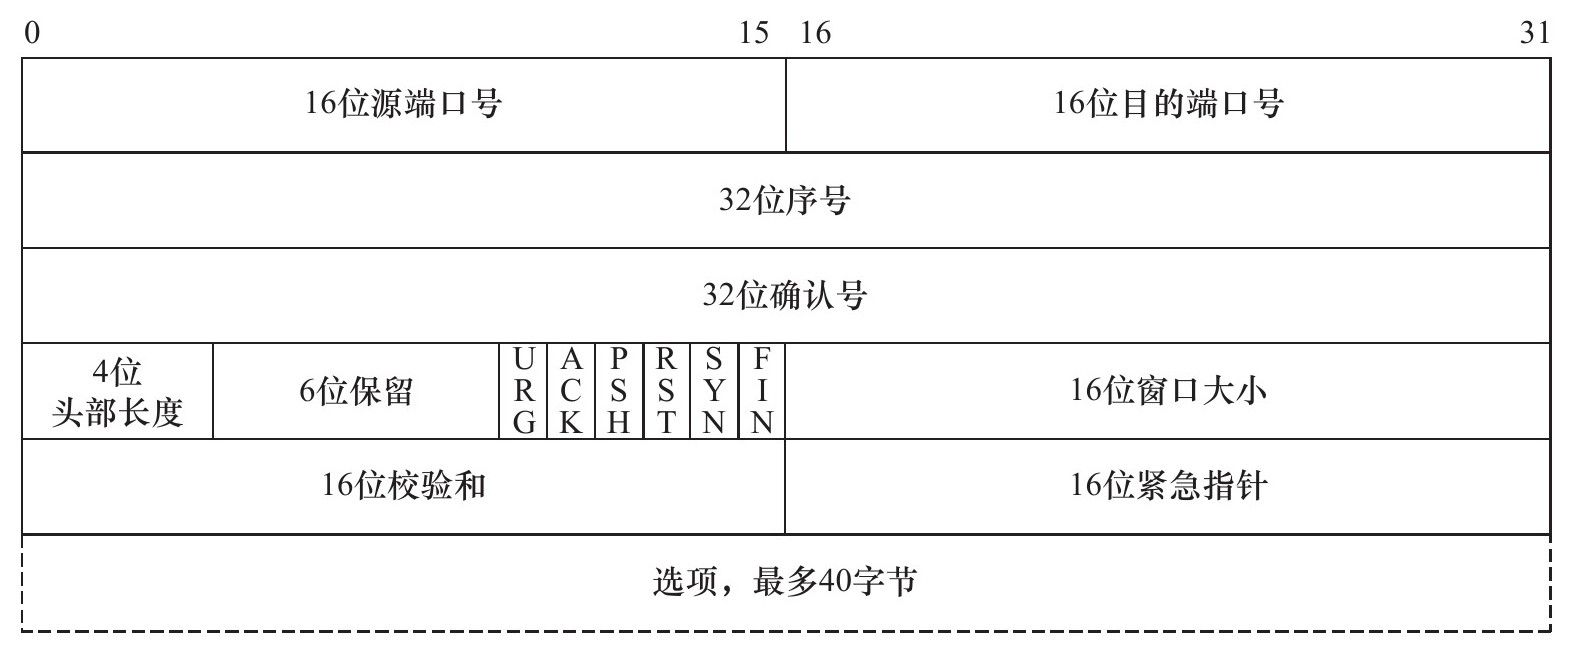 0 15 16 31
16位源端口号 16位目的端口号
32位序号
32位确认号
4位
头部长度 6位保留 URG ACK PSH RST SYN FIN 16位窗口大小
16位校验和 16位紧急指针
选项，最多40字节